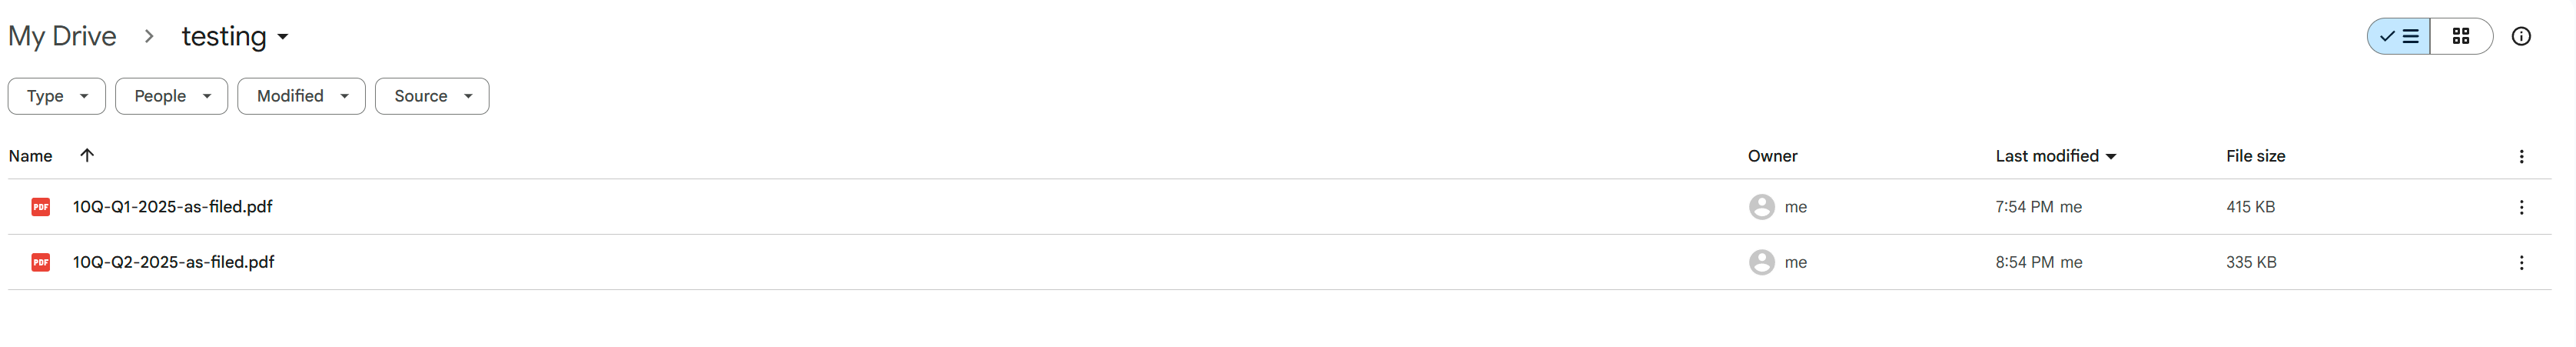 My Drive > testing
Type People Modified Source
Name Owner Last modified File size
PDF 10Q-Q1-2025-as-filed.pdf me 7:54 PM me 415 KB
PDF 10Q-Q2-2025-as-filed.pdf me 8:54 PM me 335 KB